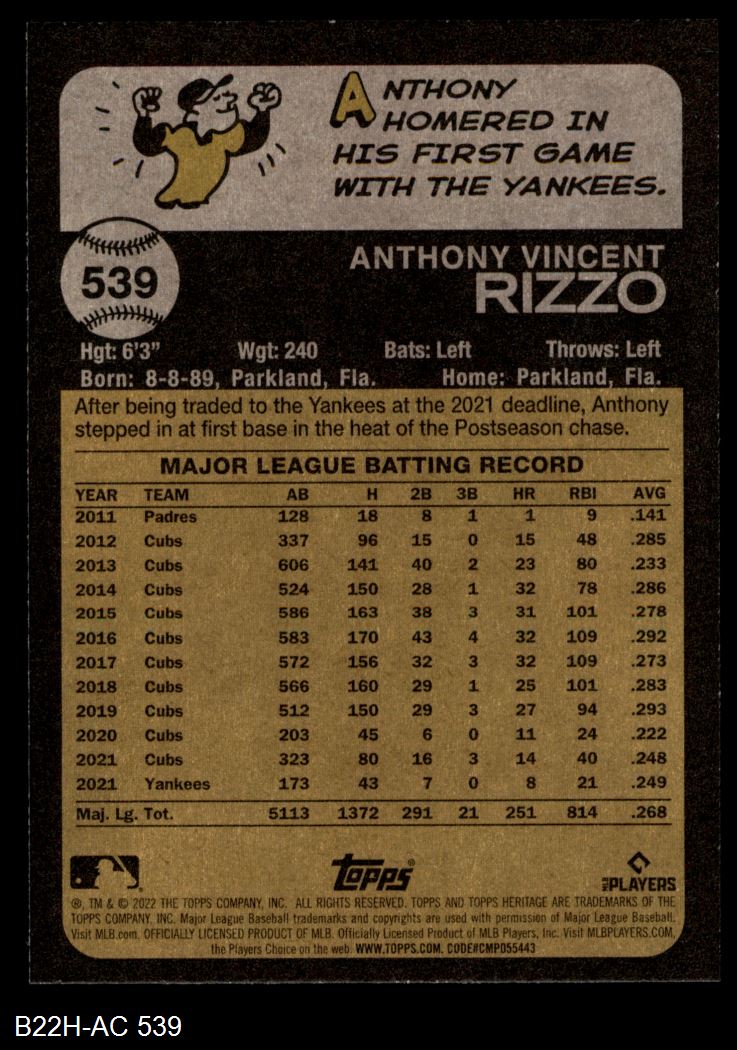 ANTHONY
HOMERED IN
HIS FIRST GAME
WITH THE YANKEES.
539
ANTHONY VINCENT
RIZZO
Hgt: 6'3" Wgt: 240 Bats: Left Throws: Left
Born: 8-8-89, Parkland, Fla. Home: Parkland, Fla.
After being traded to the Yankees at the 2021 deadline, Anthony
stepped in at first base in the heat of the Postseason chase.
MAJOR LEAGUE BATTING RECORD
YEAR TEAM AB H 2B 3B HR RBI AVG
2011 Padres 128 18 8 1 1 9 .141
2012 Cubs 337 96 15 0 15 48 .285
2013 Cubs 606 141 40 2 23 80 .233
2014 Cubs 524 150 28 1 32 78 .286
2015 Cubs 586 163 38 3 31 101 .278
2016 Cubs 583 170 43 4 32 109 .292
2017 Cubs 572 156 32 3 32 109 .273
2018 Cubs 566 160 29 1 25 101 .283
2019 Cubs 512 150 29 3 27 94 .293
2020 Cubs 203 45 6 0 11 24 .222
2021 Cubs 323 80 16 3 14 40 .248
2021 Yankees 173 43 7 0 8 21 .249
Maj. Lg. Tot. 5113 1372 291 21 251 814 .268
Topps®
MLB PLAYERS
®, TM & © 2022 THE TOPPS COMPANY, INC. ALL RIGHTS RESERVED. TOPPS AND TOPPS HERITAGE ARE TRADEMARKS OF THE
TOPPS COMPANY, INC. Major League Baseball trademarks and copyrights are used with permission of Major League Baseball.
Visit MLB.com. OFFICIALLY LICENSED PRODUCT OF MLB. Officially Licensed Product of MLB Players, Inc. Visit MLBPLAYERS.COM,
the Players Choice on the web. WWW.TOPPS.COM. CODE#CMP055443
B22H-AC 539